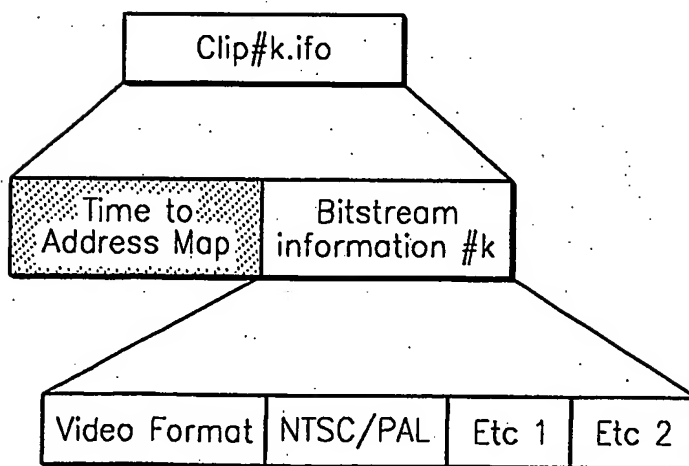 Clip#k.ifo
Time to
Address Map
Bitstream
information #k
Video Format
NTSC/PAL
Etc 1
Etc 2